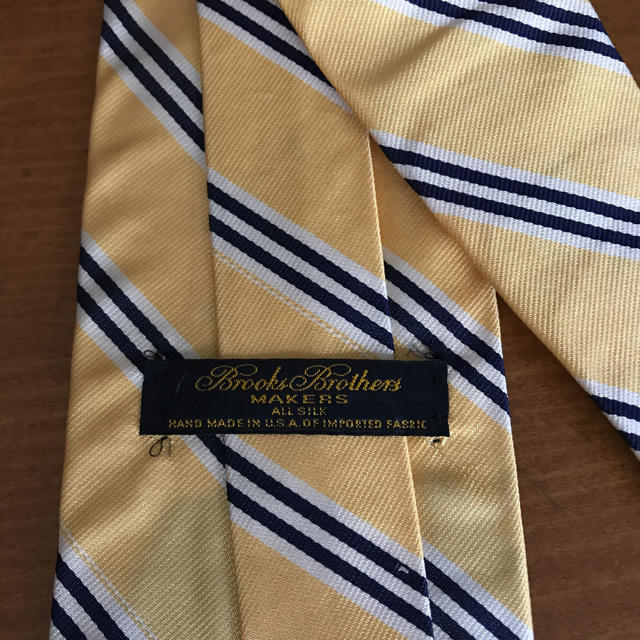 Brooks Brothers
MAKERS
ALL SILK
HAND MADE IN U.S.A. OF IMPORTED FABRIC